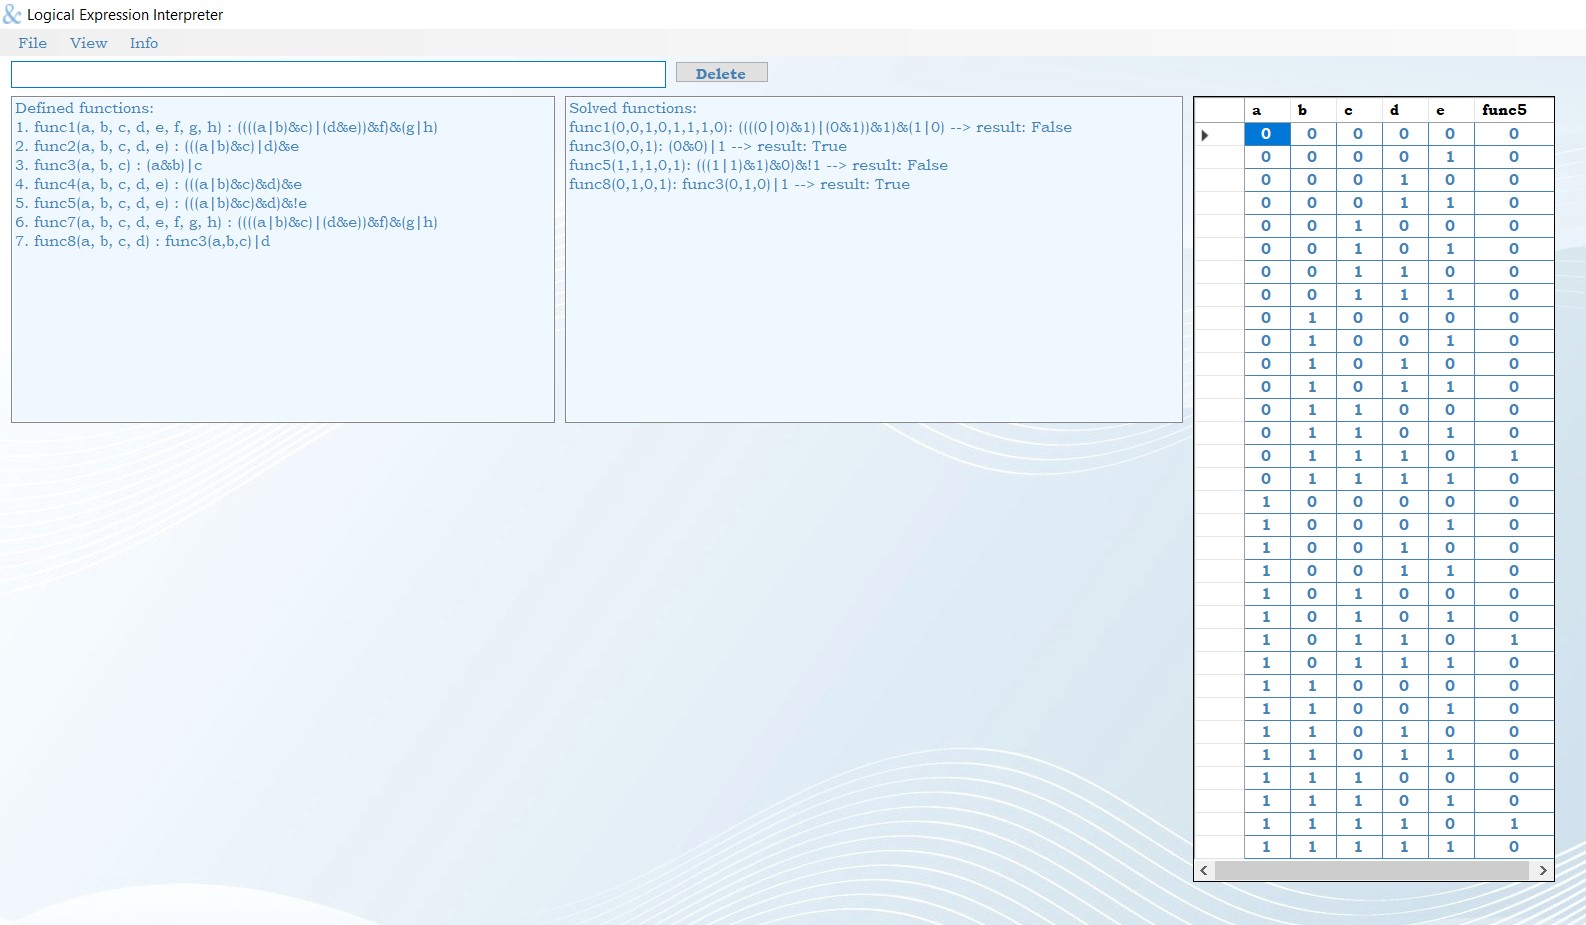 Logical Expression Interpreter
File View Info
Delete
Defined functions:
1. func1(a, b, c, d, e, f, g, h) : ((((a|b)&c)|(d&e))&f)&(g|h)
2. func2(a, b, c, d, e) : (((a|b)&c)|d)&e
3. func3(a, b, c) : (a&b)|c
4. func4(a, b, c, d, e) : (((a|b)&c)&d)&e
5. func5(a, b, c, d, e) : (((a|b)&c)&d)&!e
6. func7(a, b, c, d, e, f, g, h) : ((((a|b)&c)|(d&e))&f)&(g|h)
7. func8(a, b, c, d) : func3(a,b,c)|d
Solved functions:
func1(0,0,1,0,1,1,1,0): ((((0|0)&1)|(0&1))&1)&(1|0) --> result: False
func3(0,0,1): (0&0)|1 --> result: True
func5(1,1,1,0,1): (((1|1)&1)&0)&!1 --> result: False
func8(0,1,0,1): func3(0,1,0)|1 --> result: True
a b c d e func5
0 0 0 0 0 0
0 0 0 0 1 0
0 0 0 1 0 0
0 0 0 1 1 0
0 0 1 0 0 0
0 0 1 0 1 0
0 0 1 1 0 0
0 0 1 1 1 0
0 1 0 0 0 0
0 1 0 0 1 0
0 1 0 1 0 0
0 1 0 1 1 0
0 1 1 0 0 0
0 1 1 0 1 0
0 1 1 1 0 1
0 1 1 1 1 0
1 0 0 0 0 0
1 0 0 0 1 0
1 0 0 1 0 0
1 0 0 1 1 0
1 0 1 0 0 0
1 0 1 0 1 0
1 0 1 1 0 1
1 0 1 1 1 0
1 1 0 0 0 0
1 1 0 0 1 0
1 1 0 1 0 0
1 1 0 1 1 0
1 1 1 0 0 0
1 1 1 0 1 0
1 1 1 1 0 1
1 1 1 1 1 0